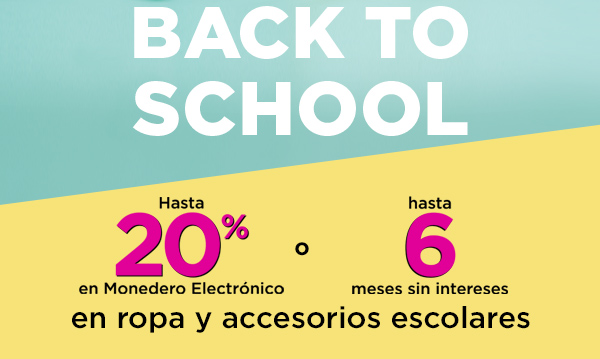 BACK TO
SCHOOL
Hasta hasta
20% o 6
en Monedero Electrónico meses sin intereses
en ropa y accesorios escolares